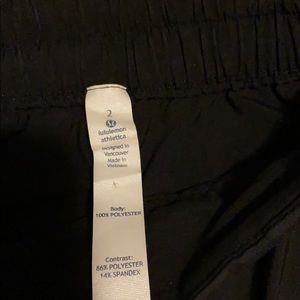 2
lululemon
athletica
Designed in
Vancouver
Made in
Vietnam
Body:
100% POLYESTER
Contrast:
86% POLYESTER
14% SPANDEX